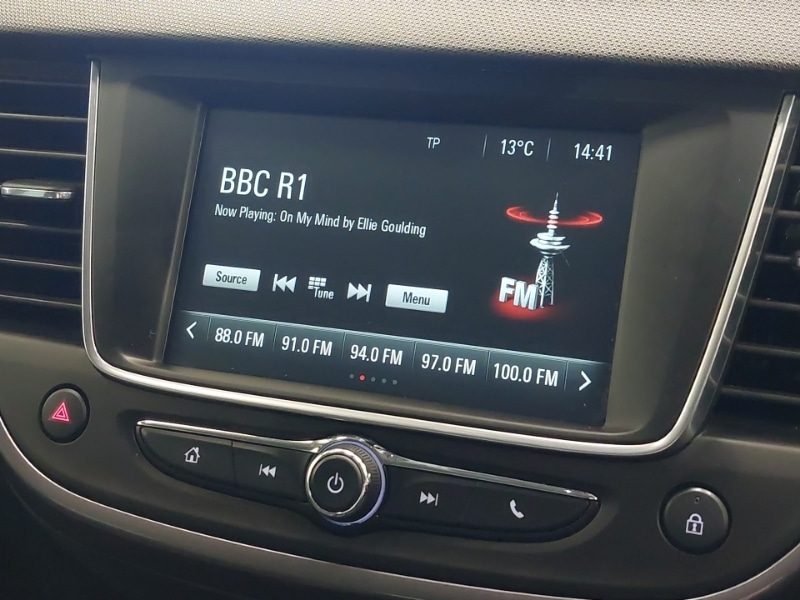 TP 13°C 14:41
BBC R1
Now Playing: On My Mind by Ellie Goulding
FM
Source Tune Menu
88.0 FM 91.0 FM 94.0 FM 97.0 FM 100.0 FM